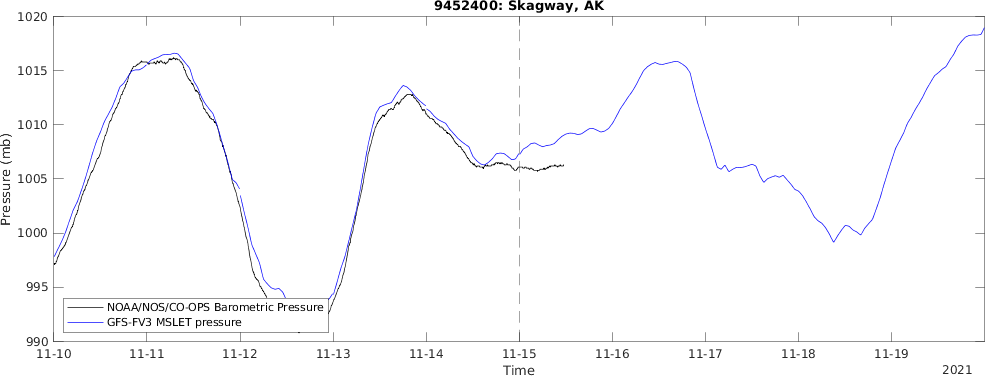 9452400: Skagway, AK
1020
1015
1010
1005
1000
995
990
Pressure (mb)
NOAA/NOS/CO-OPS Barometric Pressure
GFS-FV3 MSLET pressure
11-10 11-11 11-12 11-13 11-14 11-15 11-16 11-17 11-18 11-19
Time
2021